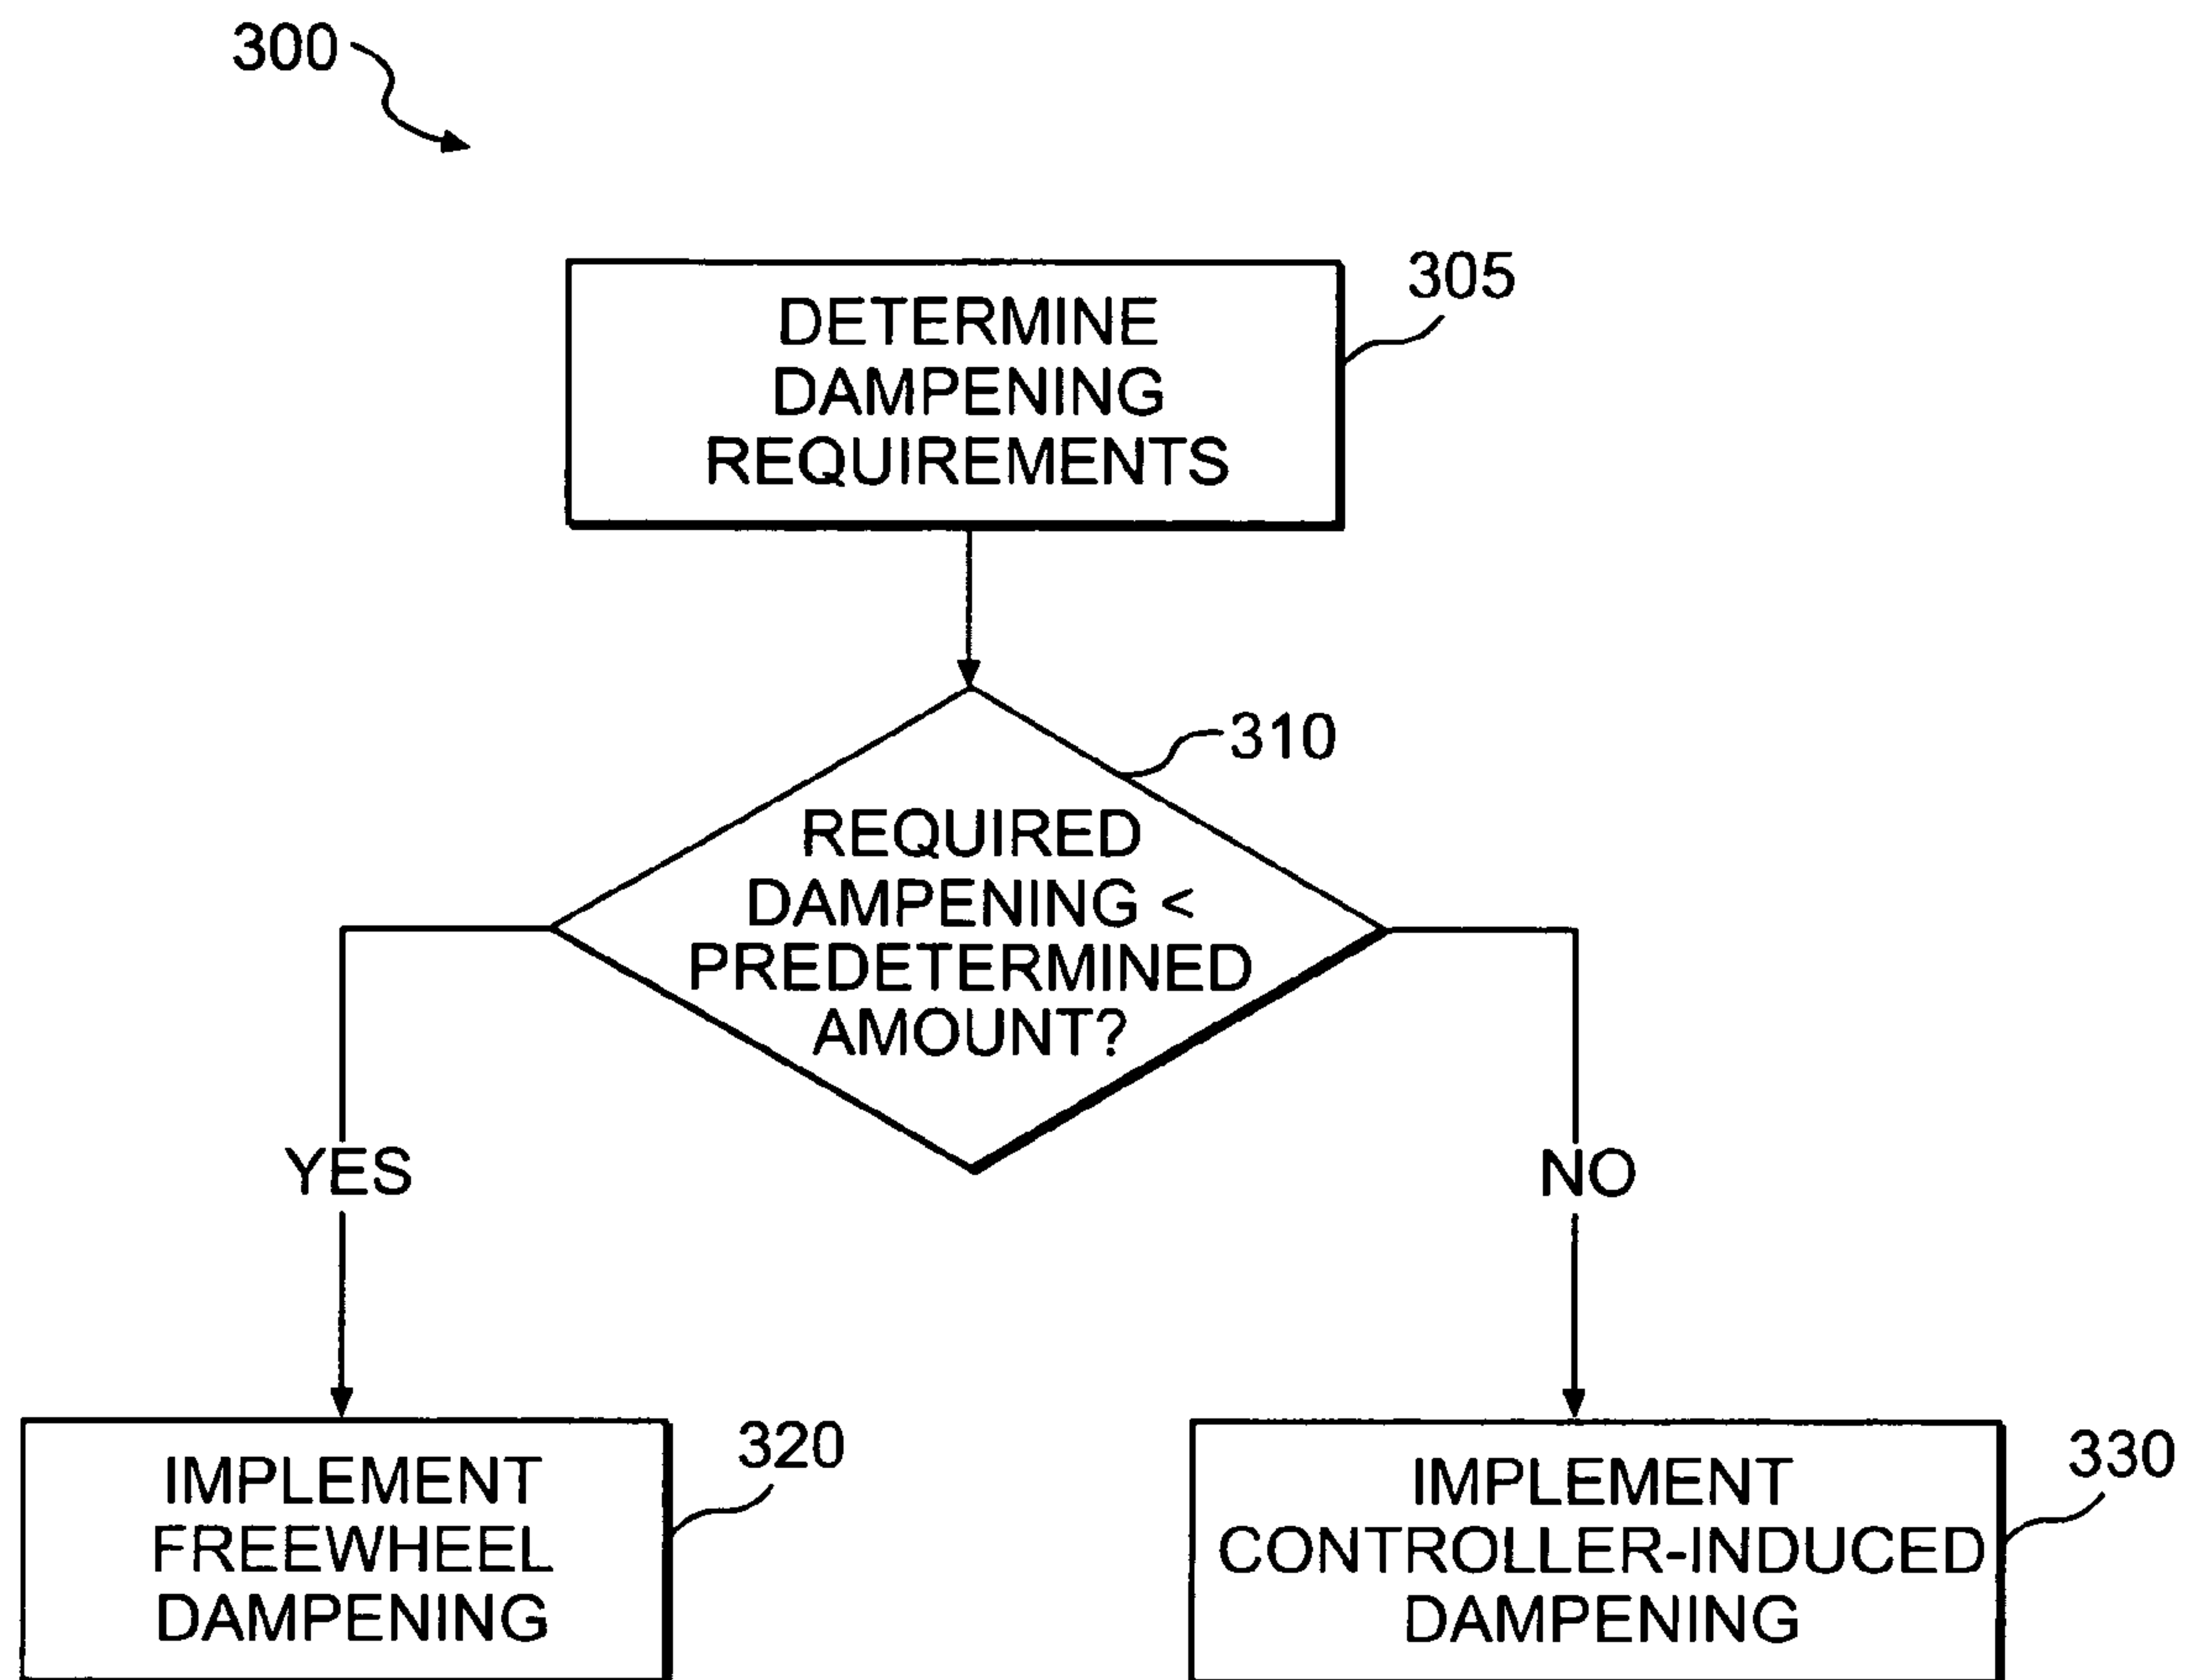 300
305
DETERMINE
DAMPENING
REQUIREMENTS
310
REQUIRED
DAMPENING <
PREDETERMINED
AMOUNT?
YES
NO
320
IMPLEMENT
FREEWHEEL
DAMPENING
330
IMPLEMENT
CONTROLLER-INDUCED
DAMPENING